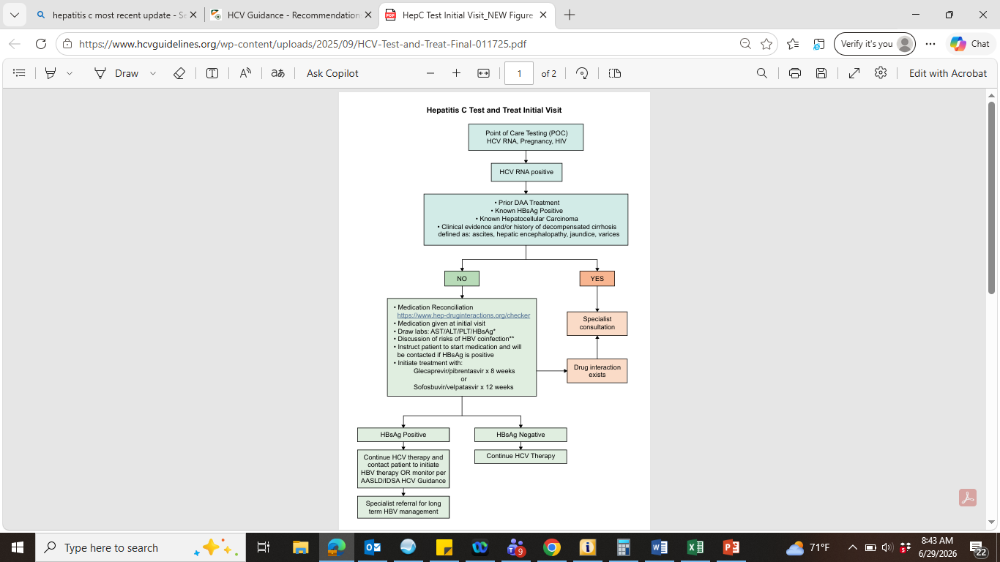 hepatitis c most recent update - Se
HCV Guidance - Recommendation
HepC Test Initial Visit_NEW Figure
https://www.hcvguidelines.org/wp-content/uploads/2025/09/HCV-Test-and-Treat-Final-011725.pdf
Verify it's you
Chat
Draw
Ask Copilot
1
of 2
Edit with Acrobat
Hepatitis C Test and Treat Initial Visit
Point of Care Testing (POC)
HCV RNA, Pregnancy, HIV
HCV RNA positive
• Prior DAA Treatment
• Known HBsAg Positive
• Known Hepatocellular Carcinoma
• Clinical evidence and/or history of decompensated cirrhosis
defined as: ascites, hepatic encephalopathy, jaundice, varices
NO
YES
• Medication Reconciliation
https://www.hep-druginteractions.org/checker
• Medication given at initial visit
• Draw labs: AST/ALT/PLT/HBsAg*
• Discussion of risks of HBV coinfection**
• Instruct patient to start medication and will
be contacted if HBsAg is positive
• Initiate treatment with:
Glecaprevir/pibrentasvir x 8 weeks
or
Sofosbuvir/velpatasvir x 12 weeks
Specialist
consultation
Drug interaction
exists
HBsAg Positive
HBsAg Negative
Continue HCV therapy and
contact patient to initiate
HBV therapy OR monitor per
AASLD/IDSA HCV Guidance
Continue HCV Therapy
Specialist referral for long
term HBV management
Type here to search
9
71°F
8:43 AM
6/29/2026
22